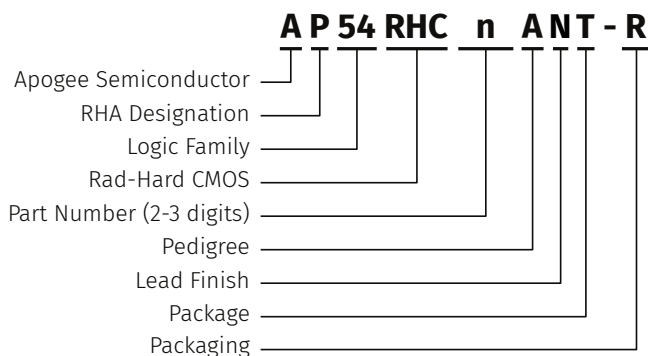 A P 54 RHC n A N T - R
Apogee Semiconductor
RHA Designation
Logic Family
Rad-Hard CMOS
Part Number (2-3 digits)
Pedigree
Lead Finish
Package
Packaging